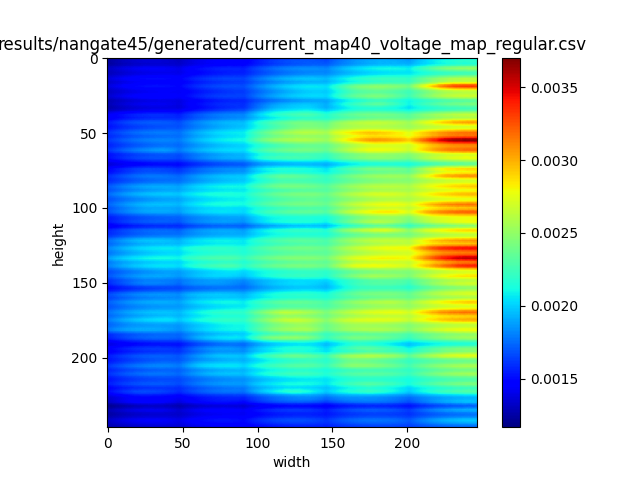 results/nangate45/generated/current_map40_voltage_map_regular.csv
0
50
100
150
200
height
0 50 100 150 200
width
0.0035
0.0030
0.0025
0.0020
0.0015